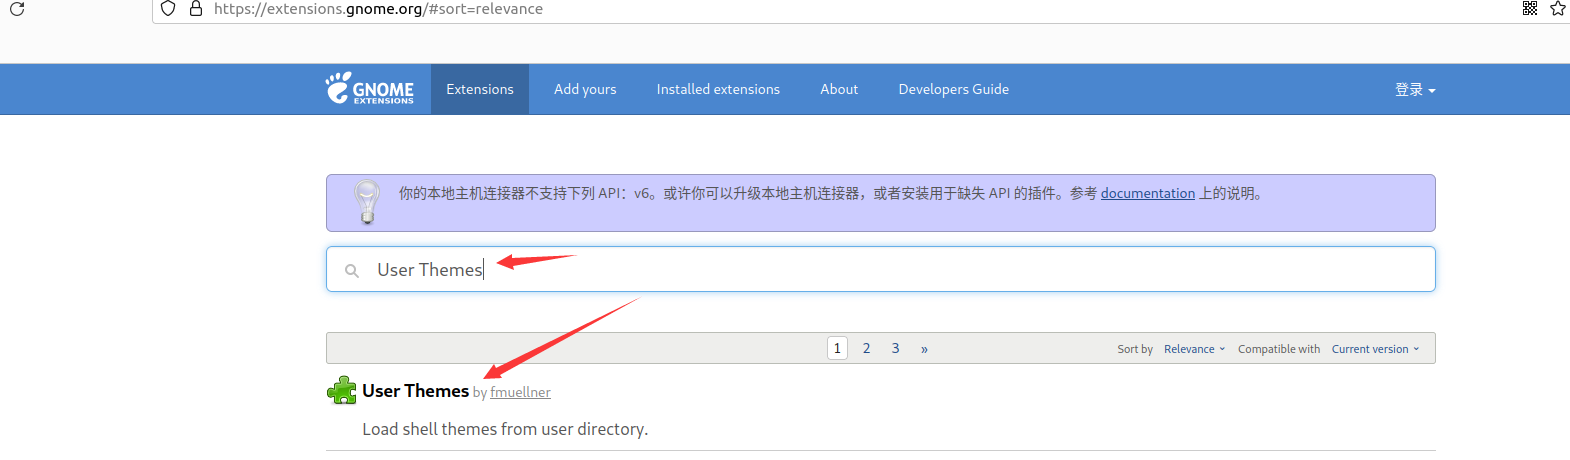 https://extensions.gnome.org/#sort=relevance
GNOME EXTENSIONS
Extensions Add yours Installed extensions About Developers Guide 登录
你的本地主机连接器不支持下列 API：v6。或许你可以升级本地主机连接器，或者安装用于缺失 API 的插件。参考 documentation 上的说明。
User Themes
1 2 3 » Sort by Relevance Compatible with Current version
User Themes by fmuellner
Load shell themes from user directory.